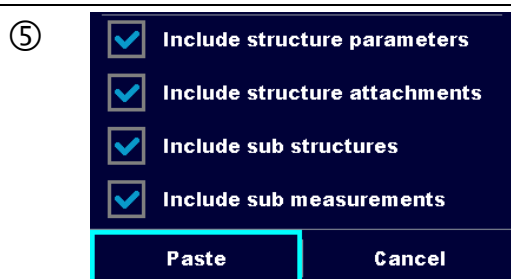 ⑤
Include structure parameters
Include structure attachments
Include sub structures
Include sub measurements
Paste Cancel